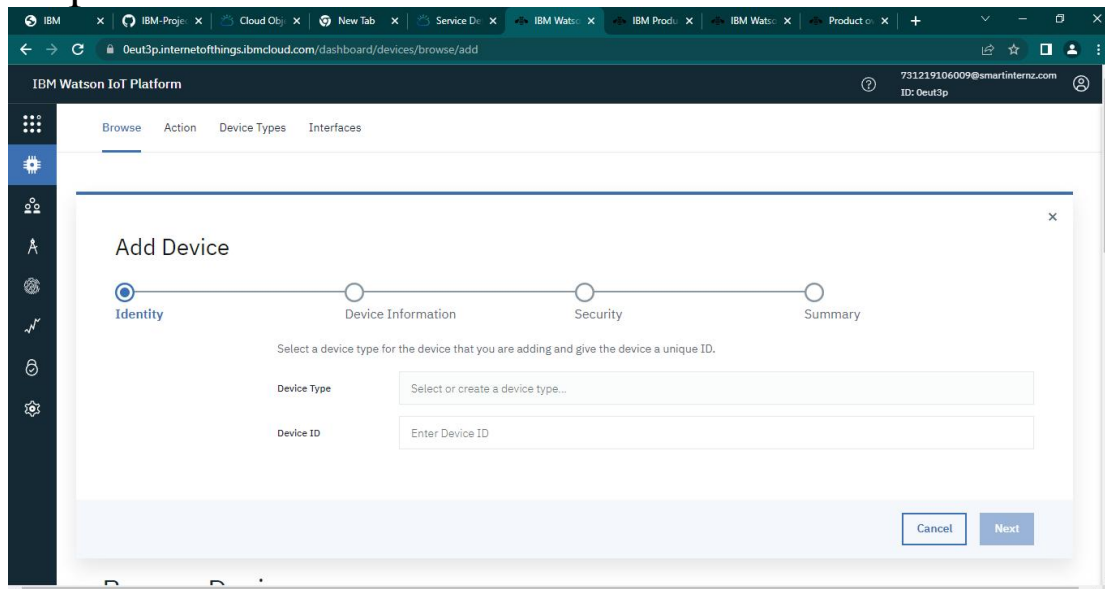 IBM IBM-Proje Cloud Obj New Tab Service De IBM Watso IBM Produ IBM Watso Product ov
0eut3p.internetofthings.ibmcloud.com/dashboard/devices/browse/add
IBM Watson IoT Platform
731219106009@smartinternz.com
ID: 0eut3p
Browse Action Device Types Interfaces
Add Device
Identity Device Information Security Summary
Select a device type for the device that you are adding and give the device a unique ID.
Device Type Select or create a device type...
Device ID Enter Device ID
Cancel Next